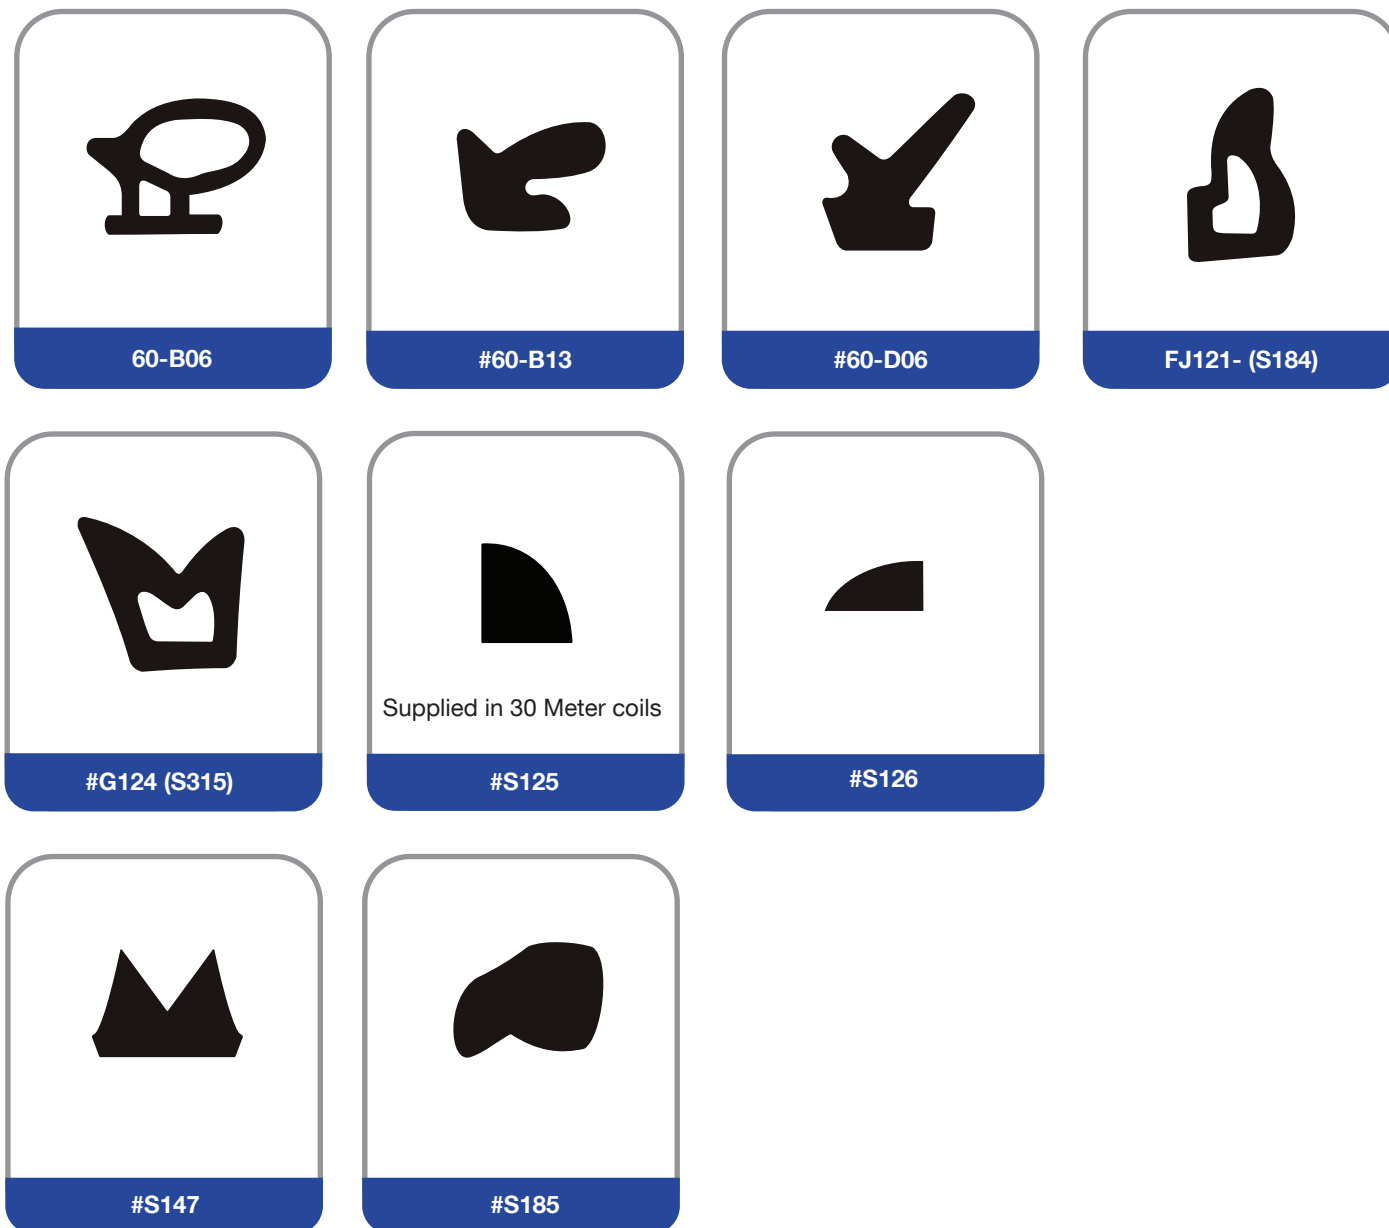 60-B06
#60-B13
#60-D06
FJ121- (S184)
#G124 (S315)
Supplied in 30 Meter coils
#S125
#S126
#S147
#S185